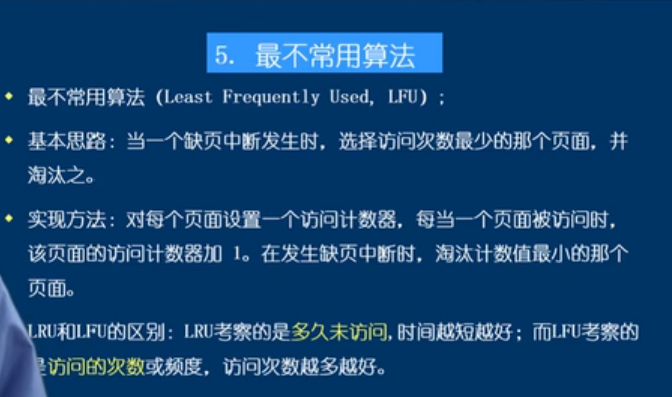 5. 最不常用算法
最不常用算法 (Least Frequently Used, LFU) ;
基本思路: 当一个缺页中断发生时, 选择访问次数最少的那个页面, 并
淘汰之。
实现方法: 对每个页面设置一个访问计数器, 每当一个页面被访问时,
该页面的访问计数器加 1。在发生缺页中断时, 淘汰计数值最小的那个
页面。
LRU和LFU的区别: LRU考察的是多久未访问,时间越短越好; 而LFU考察的
是访问的次数或频度, 访问次数越多越好。